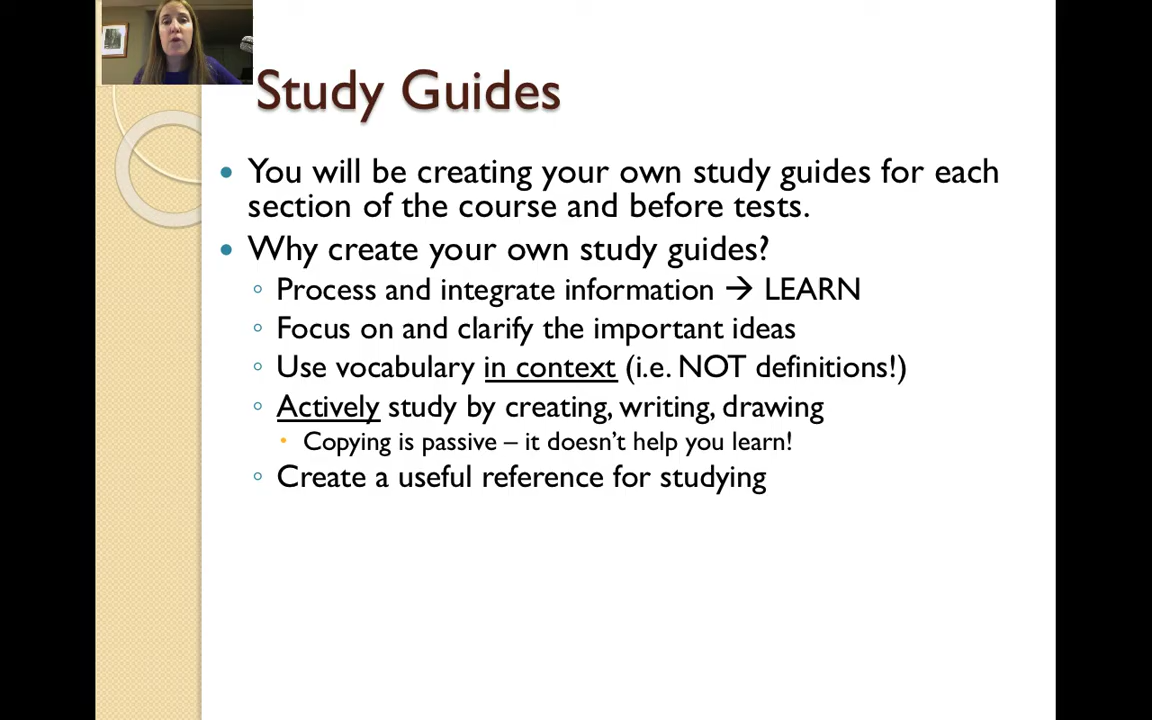 Study Guides
You will be creating your own study guides for each
section of the course and before tests.
Why create your own study guides?
Process and integrate information → LEARN
Focus on and clarify the important ideas
Use vocabulary in context (i.e. NOT definitions!)
Actively study by creating, writing, drawing
Copying is passive – it doesn't help you learn!
Create a useful reference for studying